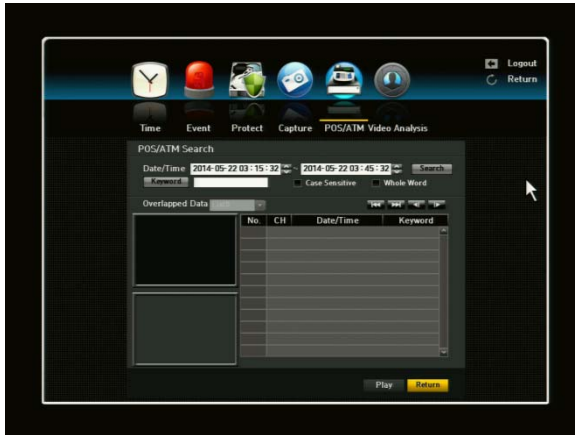 Logout
Return
Time Event Protect Capture POS/ATM Video Analysis
POS/ATM Search
Date/Time 2014-05-22 03:15:32 ~ 2014-05-22 03:45:32 Search
Keyword Case Sensitive Whole Word
Overlapped Data
No. CH Date/Time Keyword
Play Return